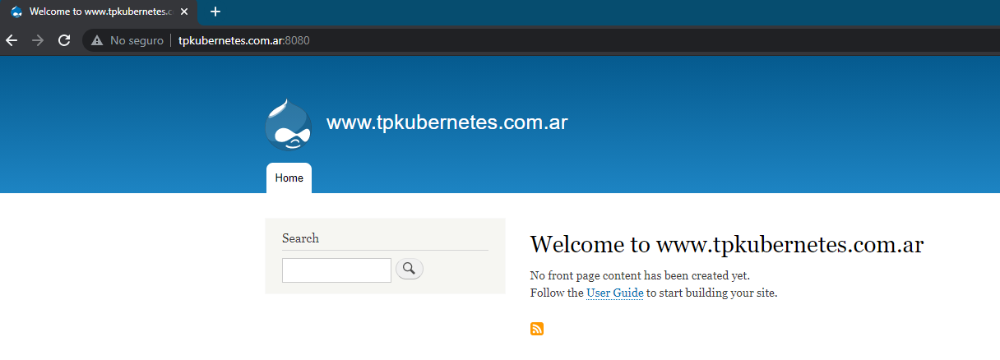 Welcome to www.tpkubernetes.c
No seguro tpkubernetes.com.ar:8080
www.tpkubernetes.com.ar
Home
Search
Welcome to www.tpkubernetes.com.ar
No front page content has been created yet.
Follow the User Guide to start building your site.